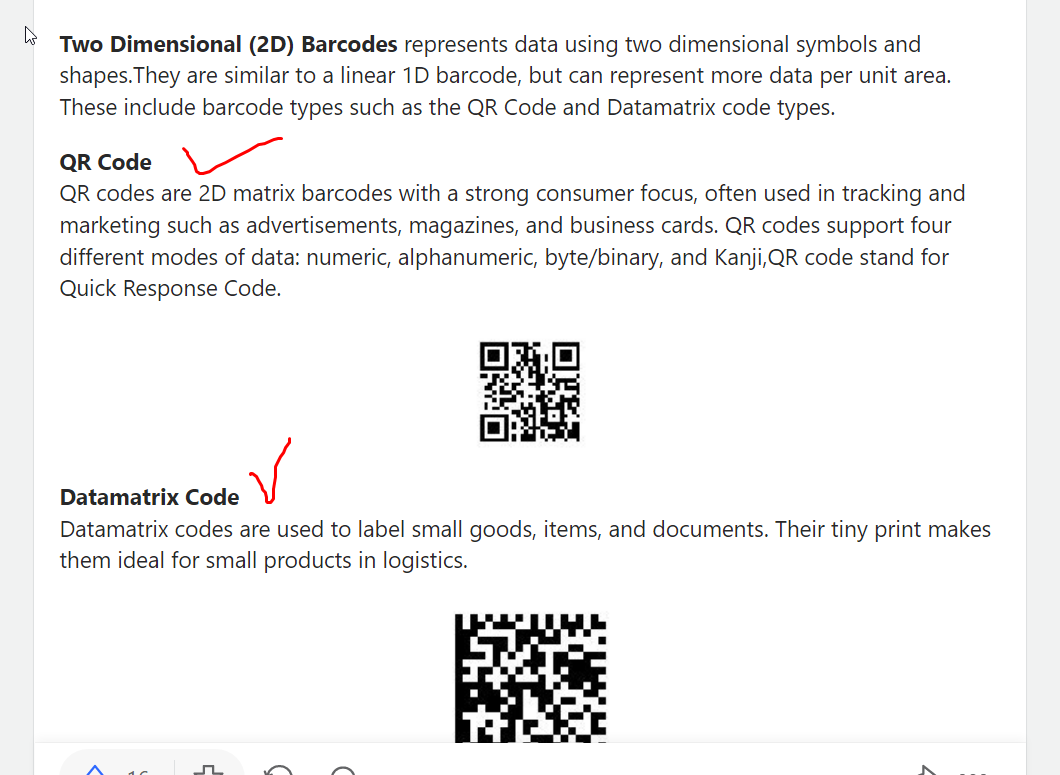 Two Dimensional (2D) Barcodes represents data using two dimensional symbols and
shapes.They are similar to a linear 1D barcode, but can represent more data per unit area.
These include barcode types such as the QR Code and Datamatrix code types.
QR Code
QR codes are 2D matrix barcodes with a strong consumer focus, often used in tracking and
marketing such as advertisements, magazines, and business cards. QR codes support four
different modes of data: numeric, alphanumeric, byte/binary, and Kanji,QR code stand for
Quick Response Code.
Datamatrix Code
Datamatrix codes are used to label small goods, items, and documents. Their tiny print makes
them ideal for small products in logistics.